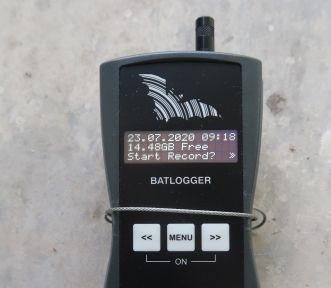 23.07.2020 09:18
14.48GB Free
Start Record? »
BATLOGGER
<< MENU >>
ON